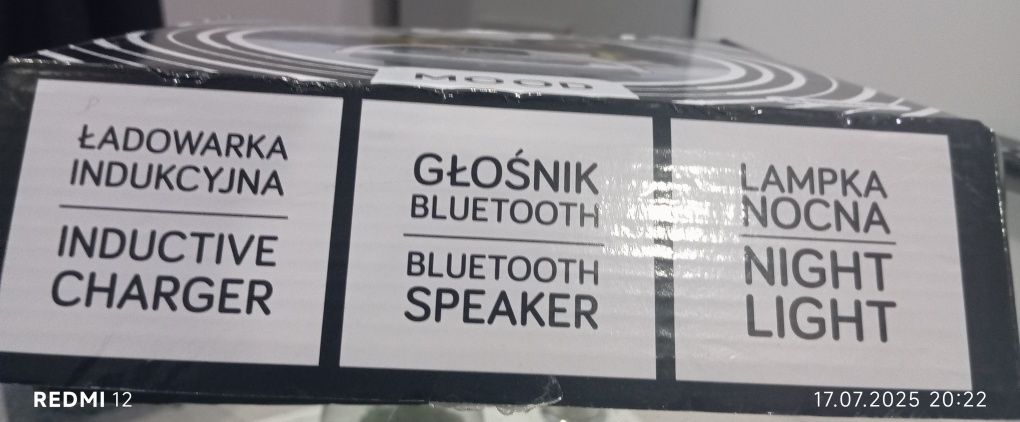 MOOD
ŁADOWARKA
INDUKCYJNA
INDUCTIVE
CHARGER
GŁOŚNIK
BLUETOOTH
BLUETOOTH
SPEAKER
LAMPKA
NOCNA
NIGHT
LIGHT
REDMI 12
17.07.2025 20:22